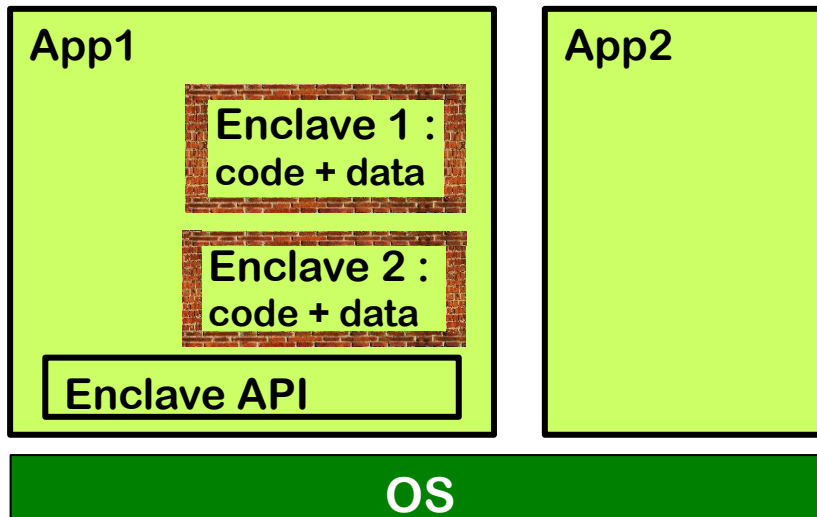 App1
App2
Enclave 1 :
code + data
Enclave 2 :
code + data
Enclave API
OS